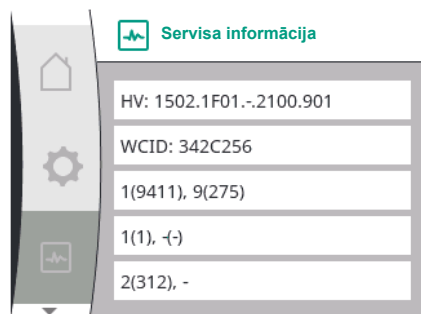 Servisa informācija
HV: 1502.1F01.-.2100.901
WCID: 342C256
1(9411), 9(275)
1(1), -(-)
2(312), -